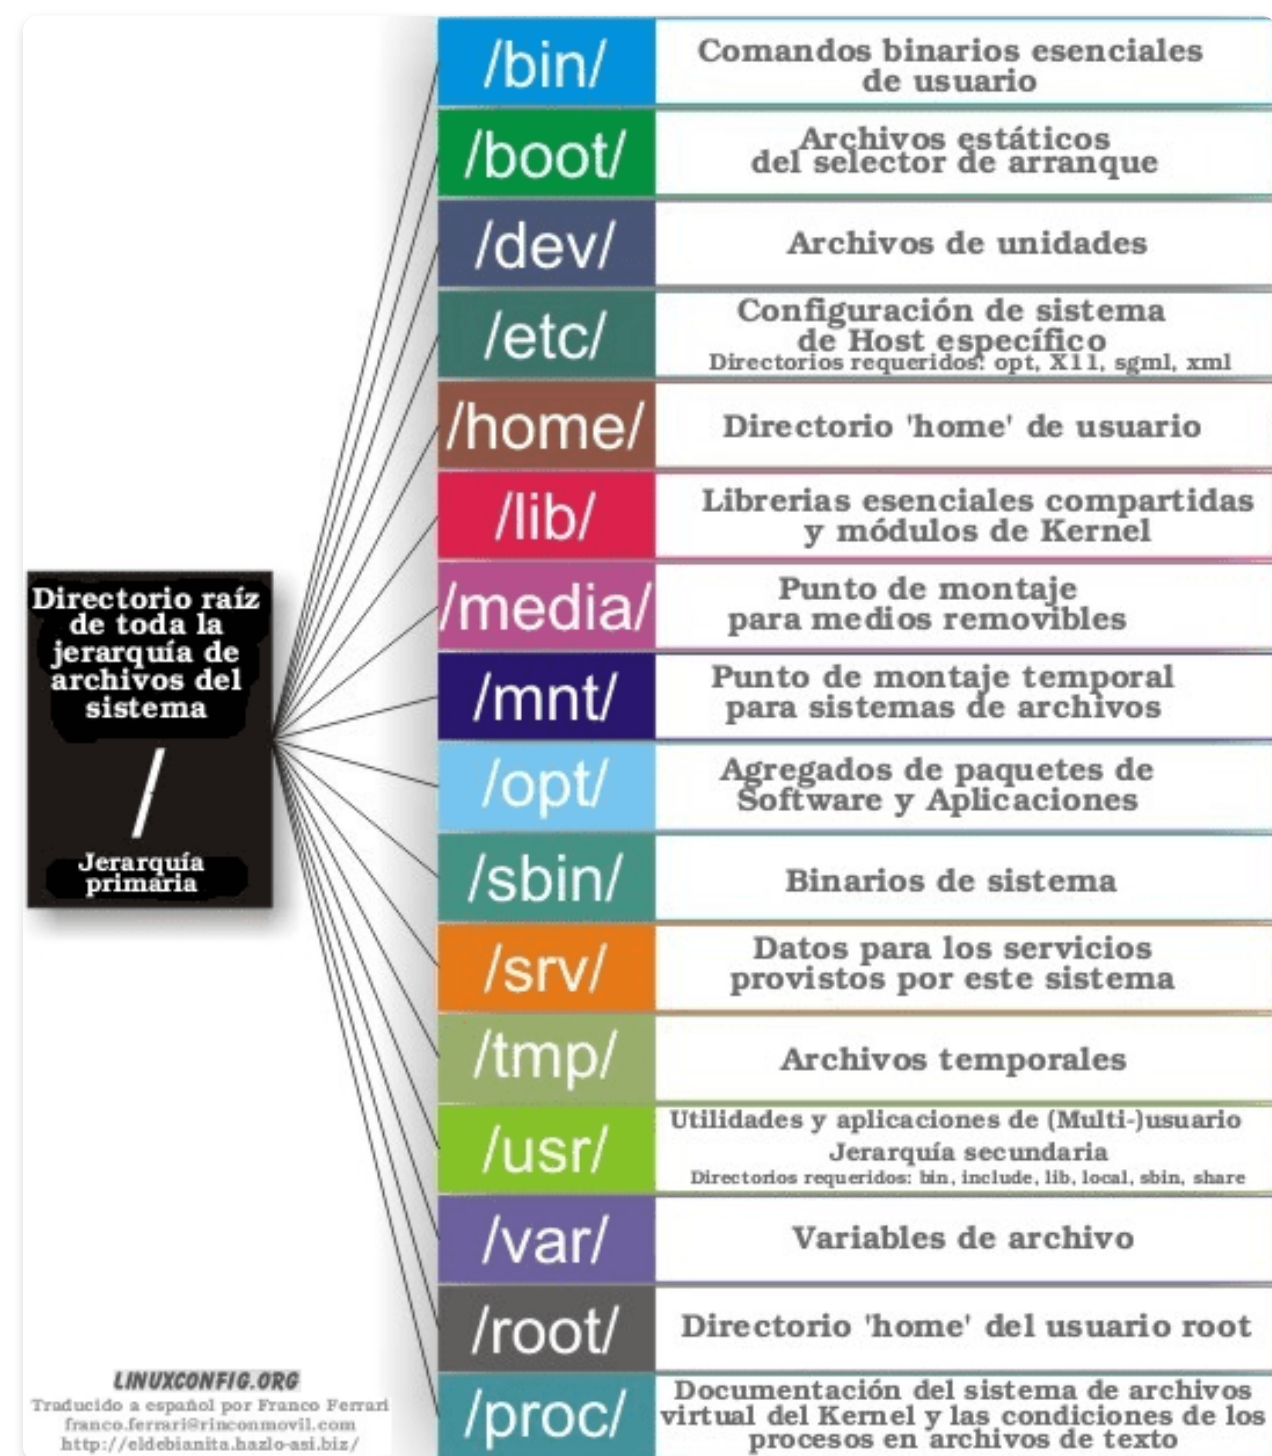 Directorio raíz
de toda la
jerarquía de
archivos del
sistema
/
Jerarquía
primaria
/bin/
Comandos binarios esenciales
de usuario
/boot/
Archivos estáticos
del selector de arranque
/dev/
Archivos de unidades
/etc/
Configuración de sistema
de Host específico
Directorios requeridos: opt, X11, sgml, xml
/home/
Directorio 'home' de usuario
/lib/
Librerias esenciales compartidas
y módulos de Kernel
/media/
Punto de montaje
para medios removibles
/mnt/
Punto de montaje temporal
para sistemas de archivos
/opt/
Agregados de paquetes de
Software y Aplicaciones
/sbin/
Binarios de sistema
/srv/
Datos para los servicios
provistos por este sistema
/tmp/
Archivos temporales
/usr/
Utilidades y aplicaciones de (Multi-)usuario
Jerarquía secundaria
Directorios requeridos: bin, include, lib, local, sbin, share
/var/
Variables de archivo
/root/
Directorio 'home' del usuario root
/proc/
Documentación del sistema de archivos
virtual del Kernel y las condiciones de los
procesos en archivos de texto
LINUXCONFIG.ORG
Traducido a español por Franco Ferrari
franco.ferrari@rinconmovil.com
http://eldebianita.hazlo-asi.biz/